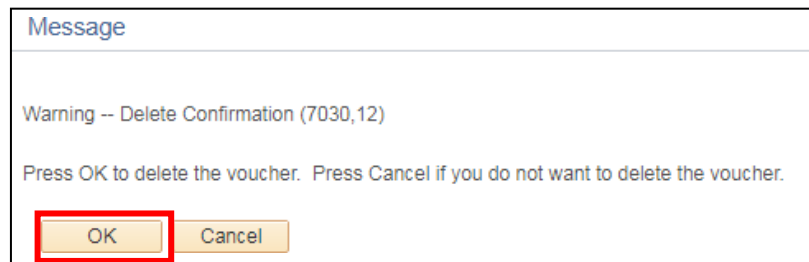 Message
Warning -- Delete Confirmation (7030,12)
Press OK to delete the voucher.  Press Cancel if you do not want to delete the voucher.
OK Cancel